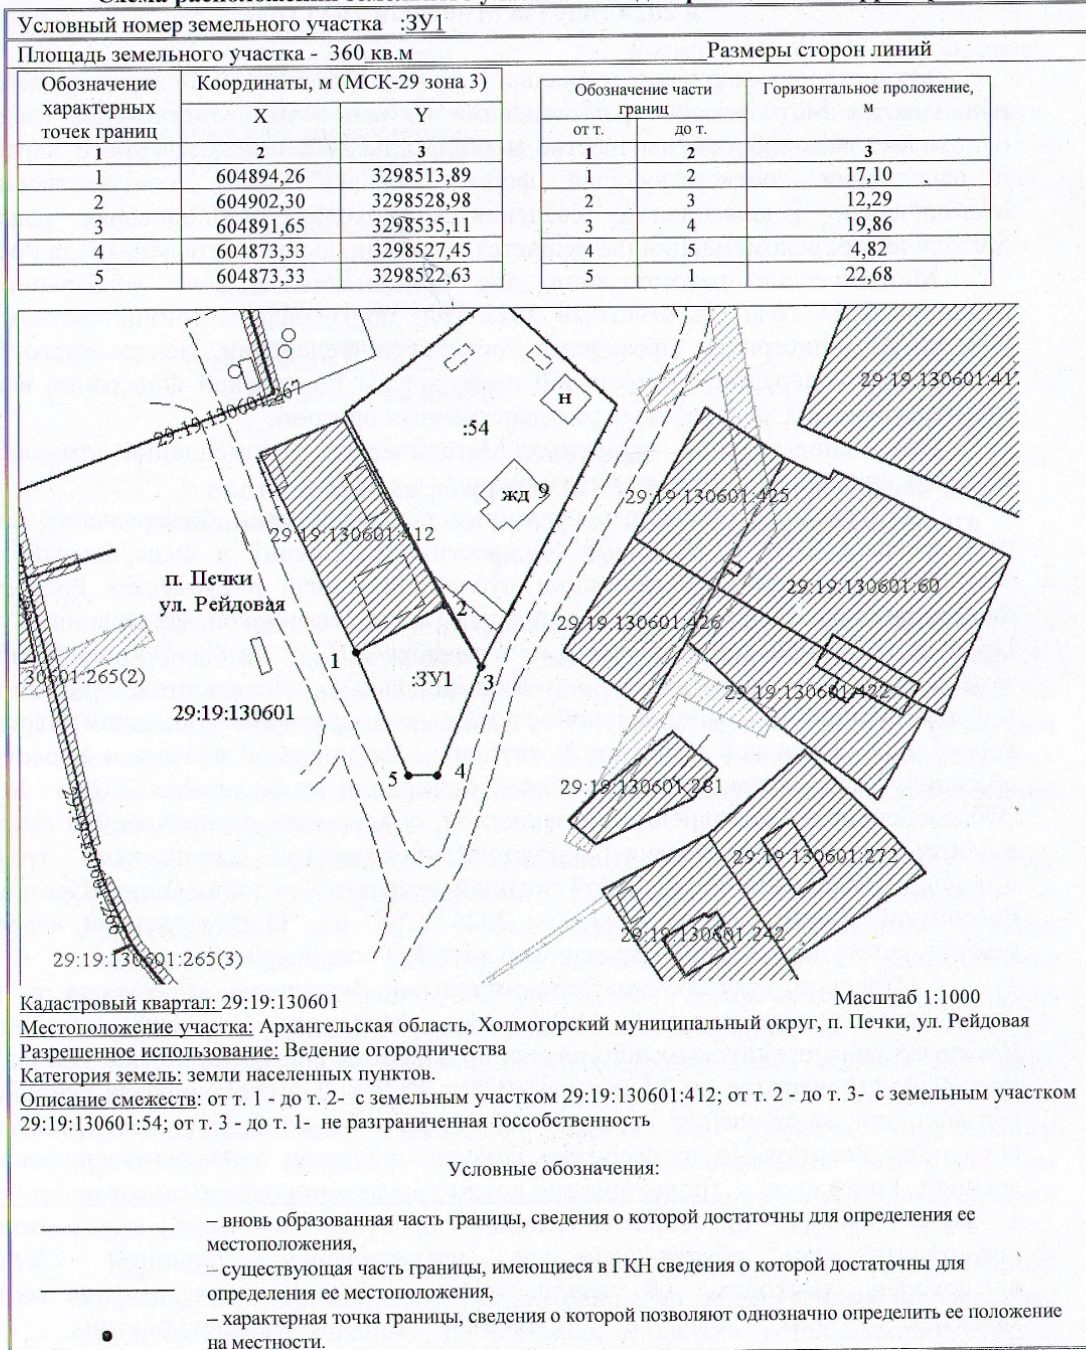 Условный номер земельного участка :ЗУ1
Площадь земельного участка - 360 кв.м Размеры сторон линий
Обозначение характерных точек границ Координаты, м (МСК-29 зона 3)
X Y
1 2 3
1 604894,26 3298513,89
2 604902,30 3298528,98
3 604891,65 3298535,11
4 604873,33 3298527,45
5 604873,33 3298522,63
Обозначение части границ Горизонтальное проложение, м
от т. до т.
1 2 3
1 2 17,10
2 3 12,29
3 4 19,86
4 5 4,82
5 1 22,68
29:19:130601:267
н
:54
жд 9
29:19:130601:41
29:19:130601:425
29:19:130601:412
29:19:130601:60
п. Печки
ул. Рейдовая
2
29:19:130601:426
1
:ЗУ1
3
30601:265(2)
29:19:130601:422
29:19:130601
5 4
29:19:130601:281
29:19:130601:272
29:19:130601:242
29:19:130601:265(3)
Кадастровый квартал: 29:19:130601 Масштаб 1:1000
Местоположение участка: Архангельская область, Холмогорский муниципальный округ, п. Печки, ул. Рейдовая
Разрешенное использование: Ведение огородничества
Категория земель: земли населенных пунктов.
Описание смежеств: от т. 1 - до т. 2- с земельным участком 29:19:130601:412; от т. 2 - до т. 3- с земельным участком
29:19:130601:54; от т. 3 - до т. 1- не разграниченная госсобственность
Условные обозначения:
– вновь образованная часть границы, сведения о которой достаточны для определения ее
местоположения,
– существующая часть границы, имеющиеся в ГКН сведения о которой достаточны для
определения ее местоположения,
– характерная точка границы, сведения о которой позволяют однозначно определить ее положение
на местности.